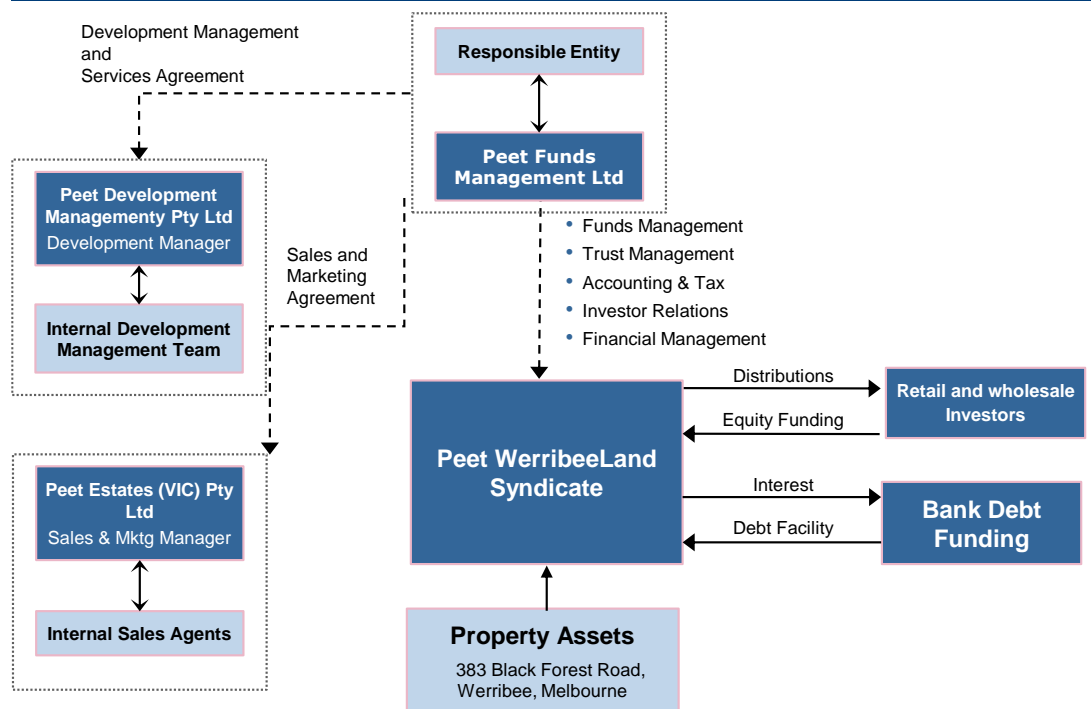 Development Management
and
Services Agreement
Responsible Entity
Peet Funds
Management Ltd
Peet Development
Managementy Pty Ltd
Development Manager
Internal Development
Management Team
Sales and
Marketing
Agreement
• Funds Management
• Trust Management
• Accounting & Tax
• Investor Relations
• Financial Management
Peet WerribeeLand
Syndicate
Distributions
Equity Funding
Retail and wholesale
Investors
Interest
Debt Facility
Bank Debt
Funding
Peet Estates (VIC) Pty
Ltd
Sales & Mktg Manager
Internal Sales Agents
Property Assets
383 Black Forest Road,
Werribee, Melbourne